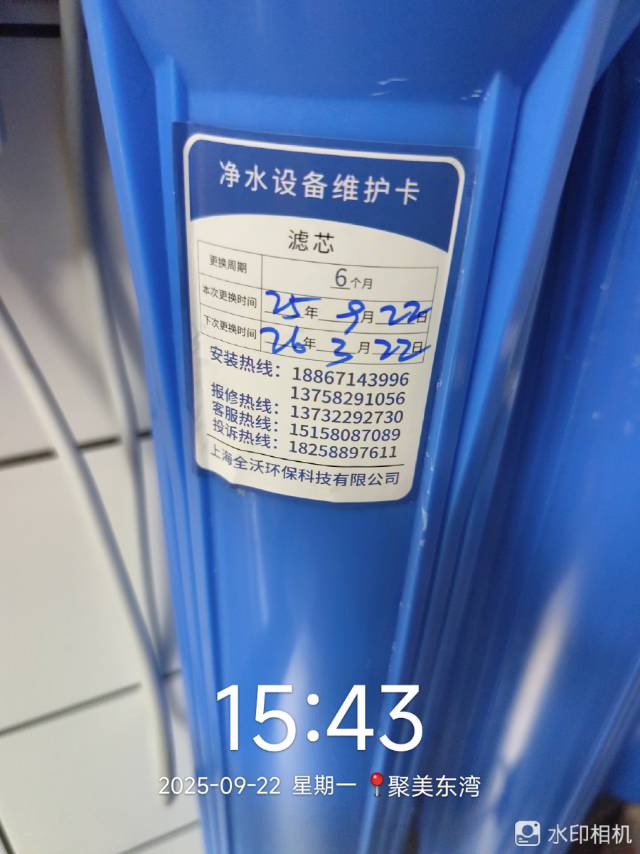 净水设备维护卡
滤芯
更换周期 6个月
本次更换时间 25年 9月 22日
下次更换时间 26年 3月 22日
安装热线：18867143996
13758291056
报修热线：13732292730
客服热线：15158087089
投诉热线：18258897611
上海全沃环保科技有限公司
15:43
2025-09-22 星期一 聚美东湾
水印相机